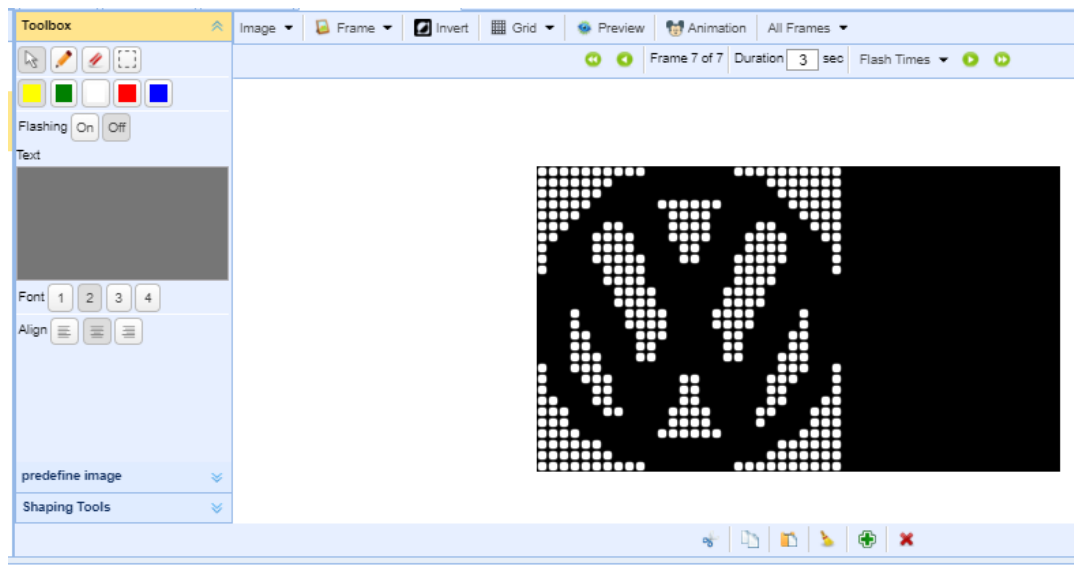 Toolbox
Image Frame Invert Grid Preview Animation All Frames
Frame 7 of 7 Duration 3 sec Flash Times
Flashing On Off
Text
Font 1 2 3 4
Align
predefine image
Shaping Tools